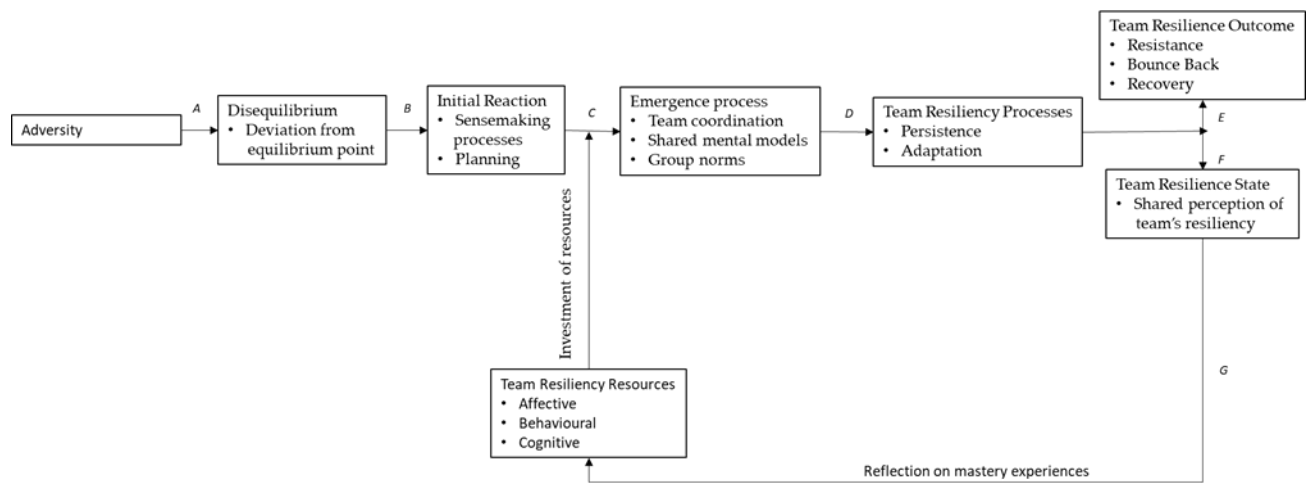 Adversity
A
Disequilibrium
• Deviation from
equilibrium point
B
Initial Reaction
• Sensemaking
processes
• Planning
C
Emergence process
• Team coordination
• Shared mental models
• Group norms
D
Team Resiliency Processes
• Persistence
• Adaptation
Team Resilience Outcome
• Resistance
• Bounce Back
• Recovery
E
F
Team Resilience State
• Shared perception of
team's resiliency
G
Investment of resources
Team Resiliency Resources
• Affective
• Behavioural
• Cognitive
Reflection on mastery experiences